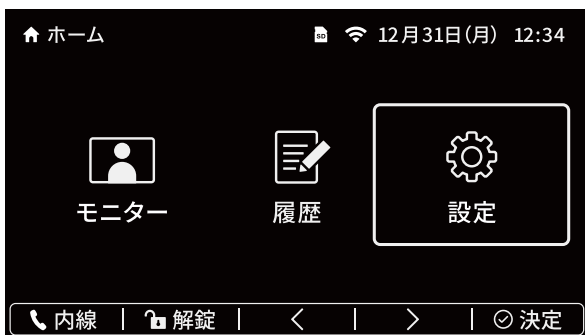 ホーム SD 12月31日(月) 12:34
モニター 履歴 設定
内線 解錠 < > 決定